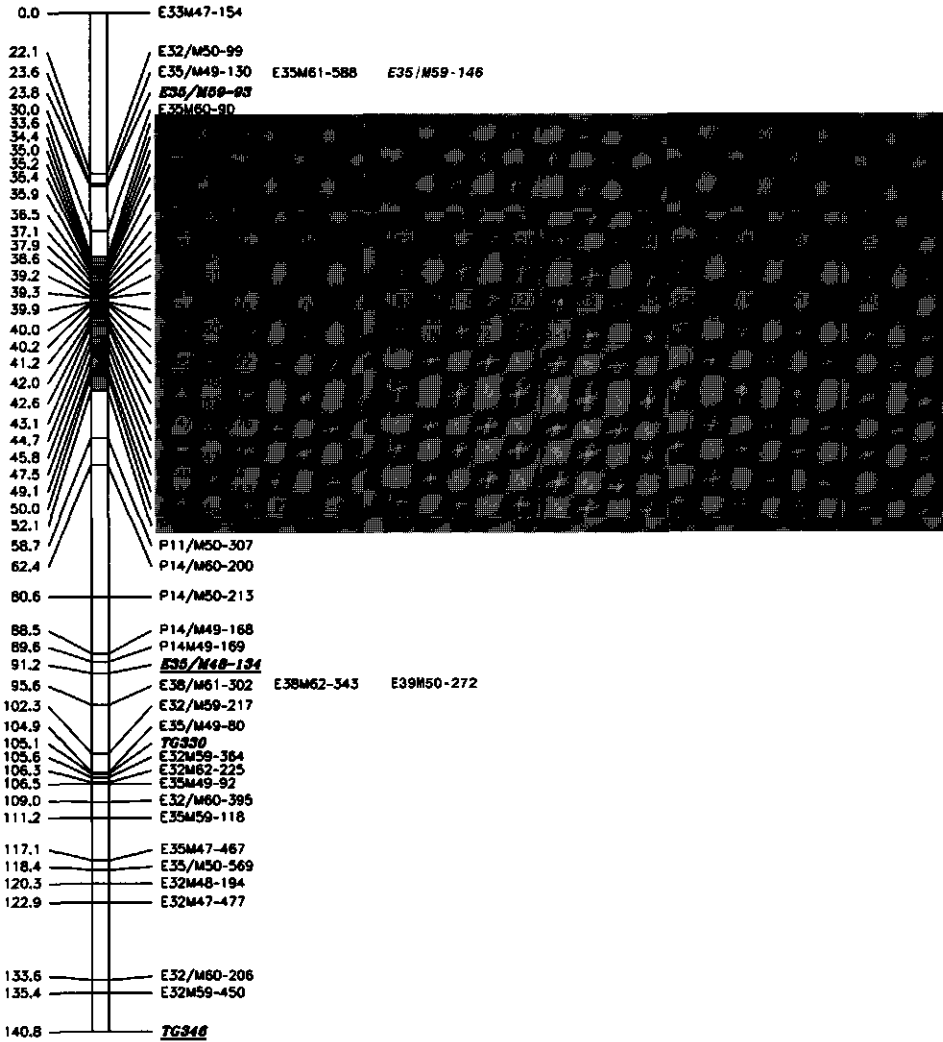 0.0 E33M47-154
22.1 E32/M50-99
23.6 E35/M49-130 E35M61-588 E35/M59-146
23.8 E35/M59-93
30.0 E35M60-90
33.6
34.4
35.0
35.2
35.4
35.9
36.5
37.1
37.9
38.6
39.2
39.3
39.9
40.0
40.2
41.2
42.0
42.6
43.1
44.7
45.8
47.5
49.1
50.0
52.1
58.7 P11/M50-307
62.4 P14/M60-200
80.6 P14/M50-213
88.5 P14/M49-168
89.6 P14M49-169
91.2 E35/M48-134
95.6 E38/M61-302 E38M62-343 E39M50-272
102.3 E32/M59-217
104.9 E35/M49-80
105.1 TG330
105.6 E32M59-364
106.3 E32M62-225
106.5 E35M49-92
109.0 E32/M60-395
111.2 E35M59-118
117.1 E35M47-467
118.4 E35/M50-569
120.3 E32M48-194
122.9 E32M47-477
133.6 E32/M60-206
135.4 E32M59-450
140.8 TG346